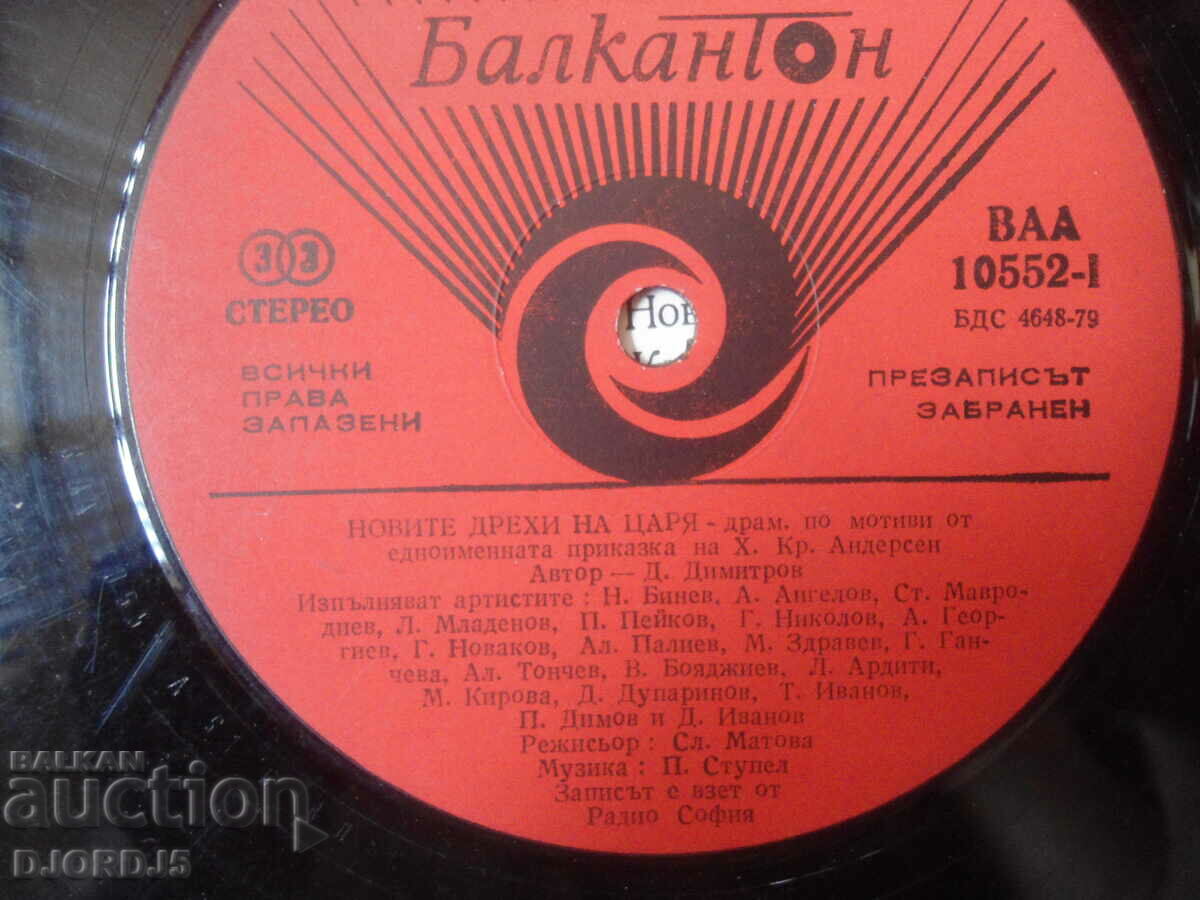 Балкантон
33
СТЕРЕО
ВАА
10552-I
БДС 4648-79
ВСИЧКИ
ПРАВА
ЗАПАЗЕНИ
ПРЕЗАПИСЪТ
ЗАБРАНЕН
Нов
НОВИТЕ ДРЕХИ НА ЦАРЯ - драм. по мотиви от
едноименната приказка на Х. Кр. Андерсен
Автор — Д. Димитров
Изпълняват артистите : Н. Бинев, А. Ангелов, Ст. Мавро-
диев, Л. Младенов, П. Пейков, Г. Николов, А. Геор-
гиев, Г. Новаков, Ал. Палиев, М. Здравев, Г. Ган-
чева, Ал. Тончев, В. Бояджиев, Л. Ардити,
М. Кирова, Д. Дупаринов, Т. Иванов,
П. Димов и Д. Иванов
Режисьор : Сл. Матова
Музика : П. Ступел
Записът е взет от
Радио София
BALKAN
auction
DJORDJ5